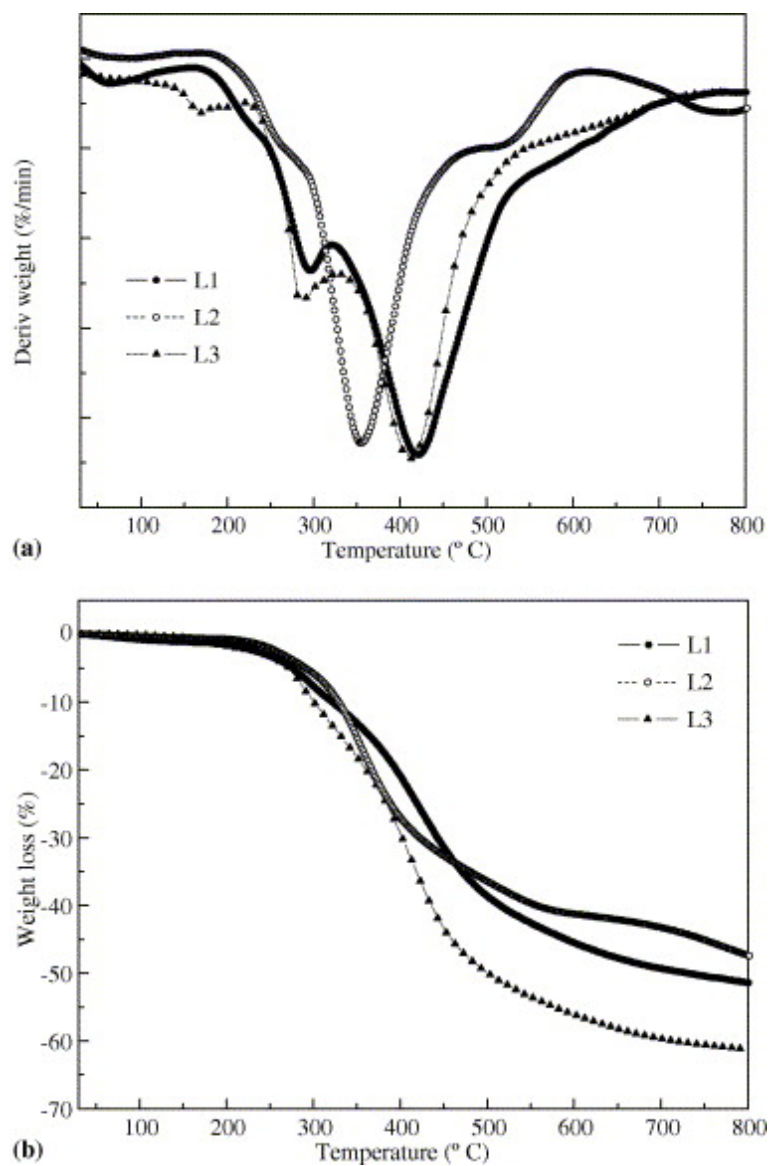 Deriv weight (%/min)
L1
L2
L3
100 200 300 400 500 600 700 800
(a)
Temperature (º C)
0
-10
-20
-30
-40
-50
-60
-70
Weight loss (%)
L1
L2
L3
100 200 300 400 500 600 700 800
(b)
Temperature (º C)